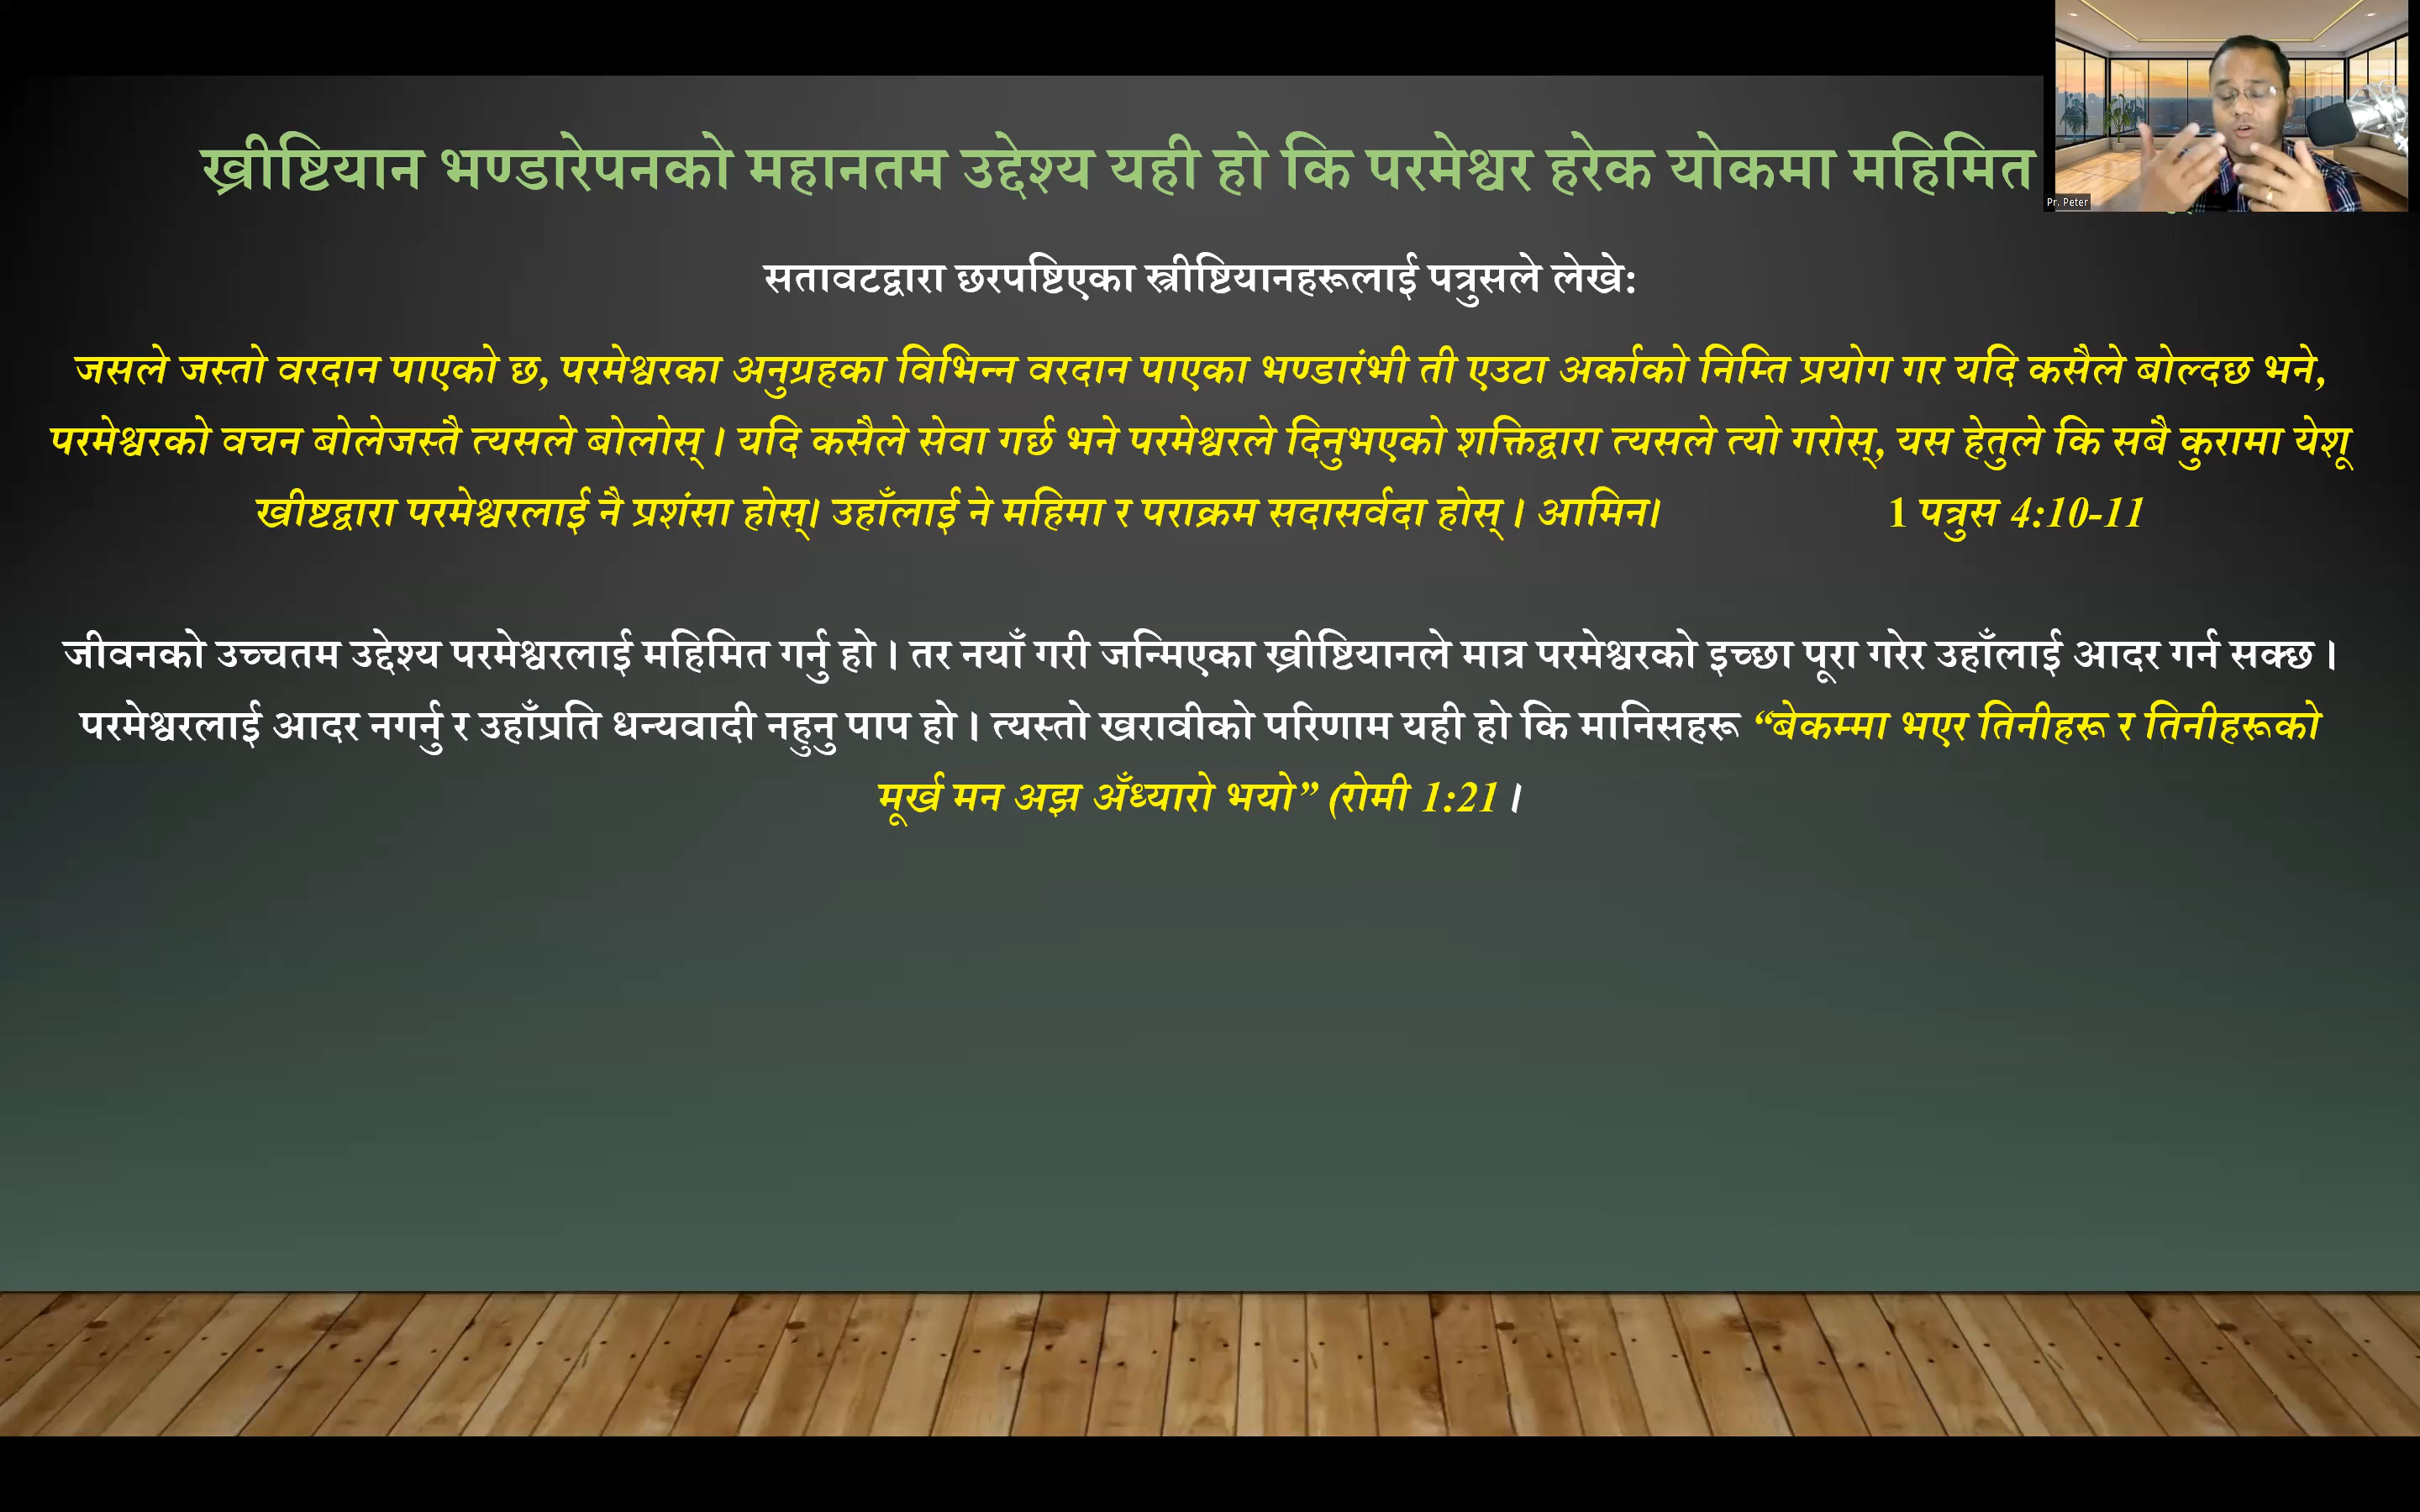 ख्रीष्टियान भण्डारेपनको महानतम उद्देश्य यही हो कि परमेश्वर हरेक योकमा महिमित
Pr. Peter
सतावटद्वारा छरपष्टिएका स्त्रीष्टियानहरूलाई पत्रुसले लेखे:
जसले जस्तो वरदान पाएको छ, परमेश्वरका अनुग्रहका विभिन्न वरदान पाएका भण्डारंभी ती एउटा अर्काको निम्ति प्रयोग गर यदि कसैले बोल्दछ भने,
परमेश्वरको वचन बोलेजस्तै त्यसले बोलोस् । यदि कसैले सेवा गर्छ भने परमेश्वरले दिनुभएको शक्तिद्वारा त्यसले त्यो गरोस्, यस हेतुले कि सबै कुरामा येशू
खीष्टद्वारा परमेश्वरलाई नै प्रशंसा होस्। उहाँलाई ने महिमा र पराक्रम सदासर्वदा होस् । आमिन। 1 पत्रुस 4:10-11
जीवनको उच्चतम उद्देश्य परमेश्वरलाई महिमित गर्नु हो । तर नयाँ गरी जन्मिएका ख्रीष्टियानले मात्र परमेश्वरको इच्छा पूरा गरेर उहाँलाई आदर गर्न सक्छ ।
परमेश्वरलाई आदर नगर्नु र उहाँप्रति धन्यवादी नहुनु पाप हो । त्यस्तो खरावीको परिणाम यही हो कि मानिसहरू “बेकम्मा भएर तिनीहरू र तिनीहरूको
मूर्ख मन अझ अँध्यारो भयो” (रोमी 1:21 ।